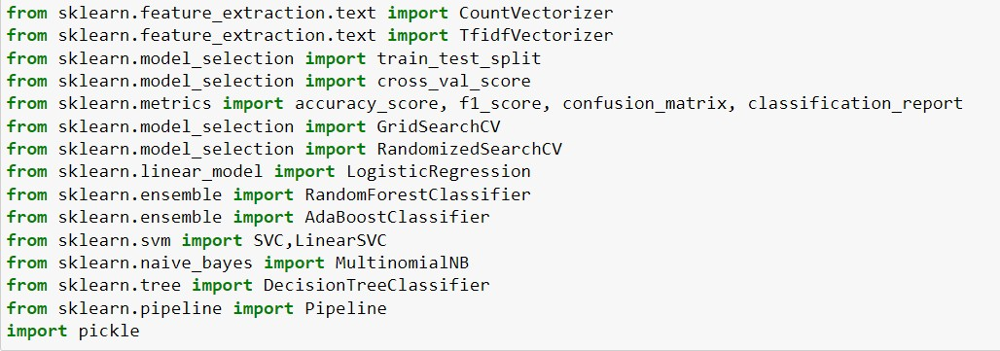 from sklearn.feature_extraction.text import CountVectorizer
from sklearn.feature_extraction.text import TfidfVectorizer
from sklearn.model_selection import train_test_split
from sklearn.model_selection import cross_val_score
from sklearn.metrics import accuracy_score, f1_score, confusion_matrix, classification_report
from sklearn.model_selection import GridSearchCV
from sklearn.model_selection import RandomizedSearchCV
from sklearn.linear_model import LogisticRegression
from sklearn.ensemble import RandomForestClassifier
from sklearn.ensemble import AdaBoostClassifier
from sklearn.svm import SVC,LinearSVC
from sklearn.naive_bayes import MultinomialNB
from sklearn.tree import DecisionTreeClassifier
from sklearn.pipeline import Pipeline
import pickle